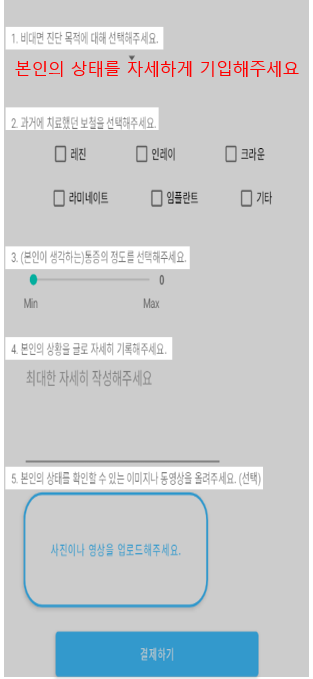 1. 비대면 진단 목적에 대해 선택해주세요.
본인의 상태를 자세하게 기입해주세요
2. 과거에 치료했던 보철을 선택해주세요.
레진 인레이 크라운
라미네이트 임플란트 기타
3. (본인이 생각하는)통증의 정도를 선택해주세요.
0
Min Max
4. 본인의 상황을 글로 자세히 기록해주세요.
최대한 자세히 작성해주세요
5. 본인의 상태를 확인할 수 있는 이미지나 동영상을 올려주세요. (선택)
사진이나 영상을 업로드해주세요.
결제하기